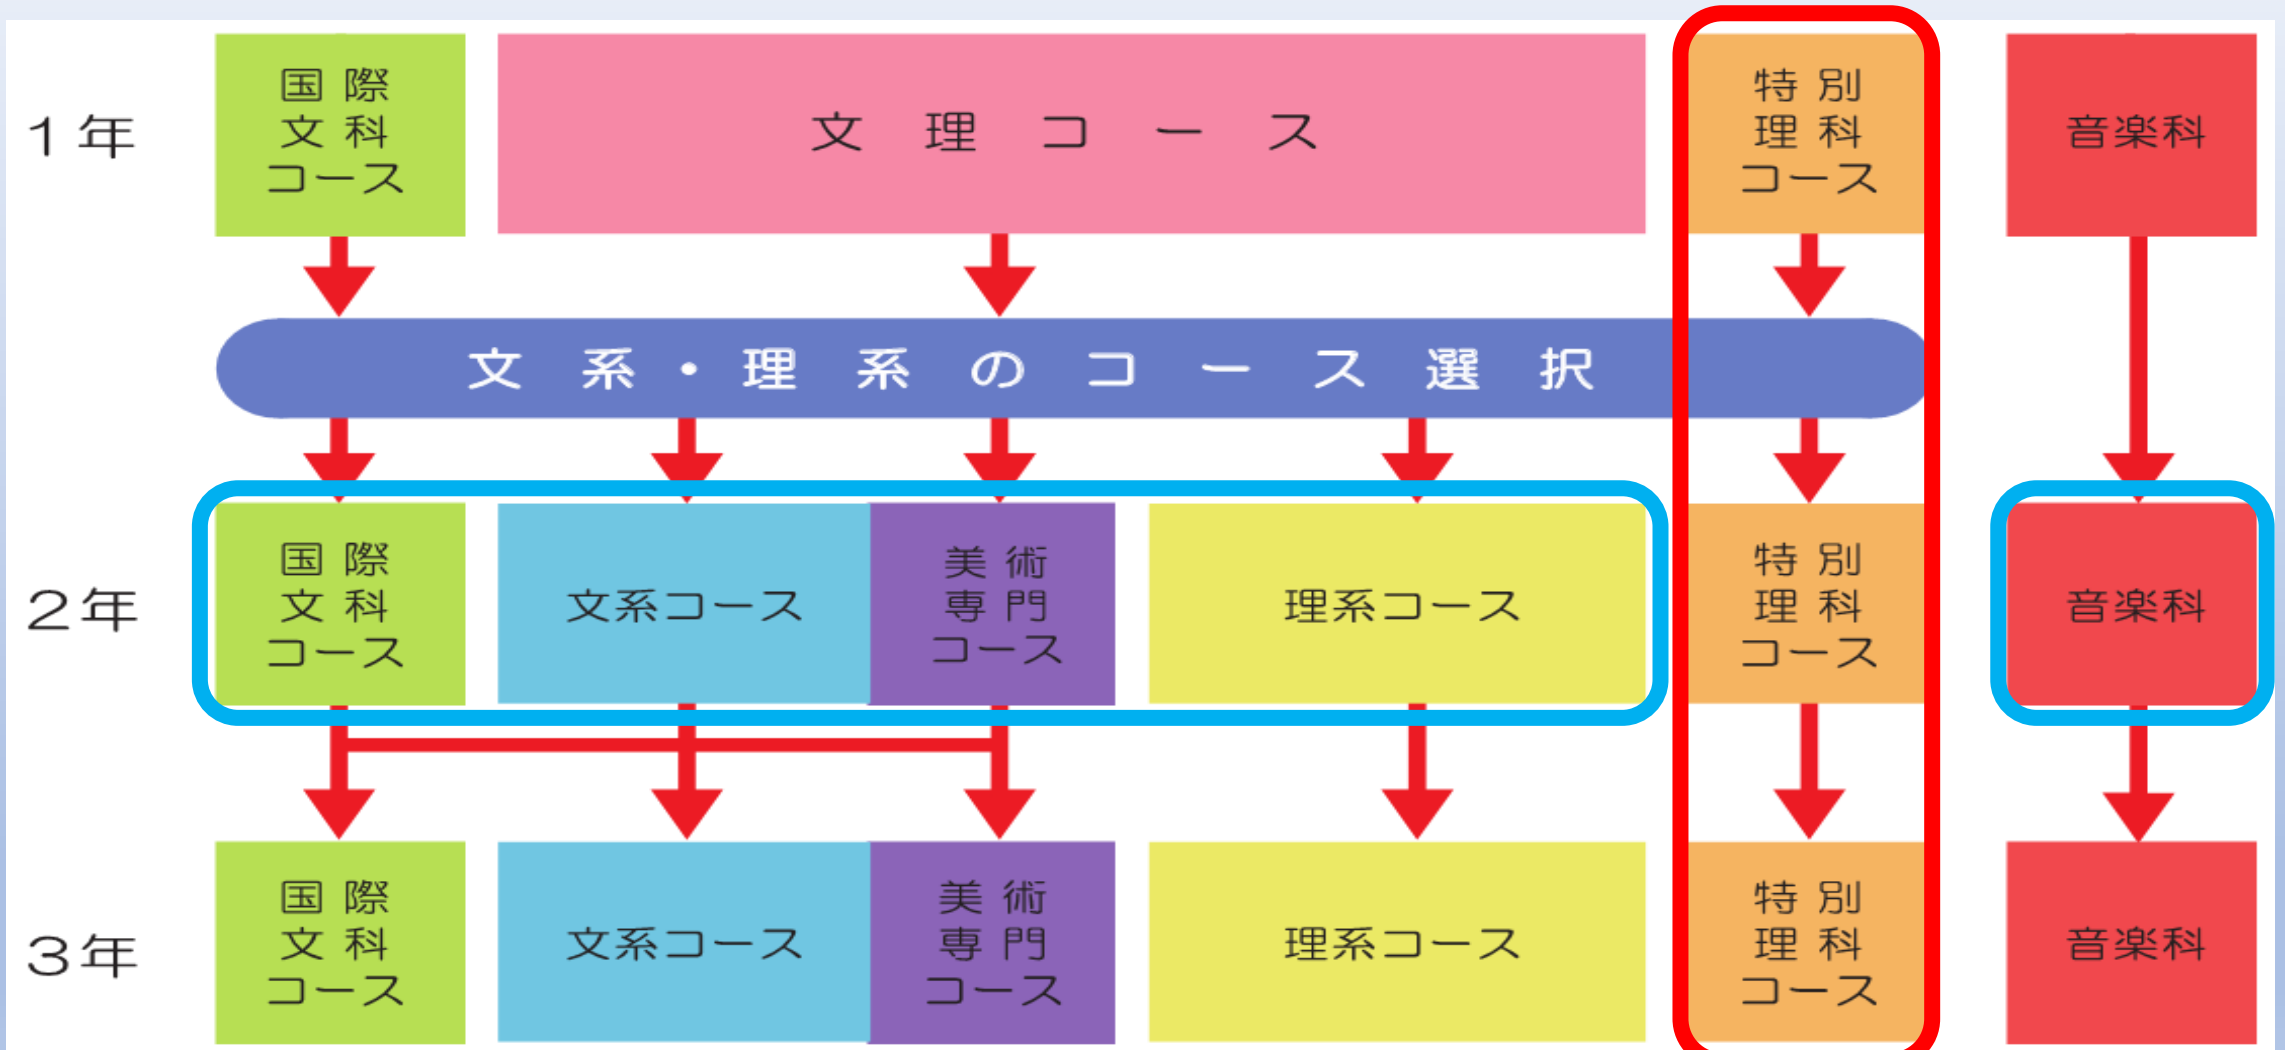 1年
国際
文科
コース
文理コース
特別
理科
コース
音楽科
文系・理系のコース選択
2年
国際
文科
コース
文系コース
美術
専門
コース
理系コース
特別
理科
コース
音楽科
3年
国際
文科
コース
文系コース
美術
専門
コース
理系コース
特別
理科
コース
音楽科